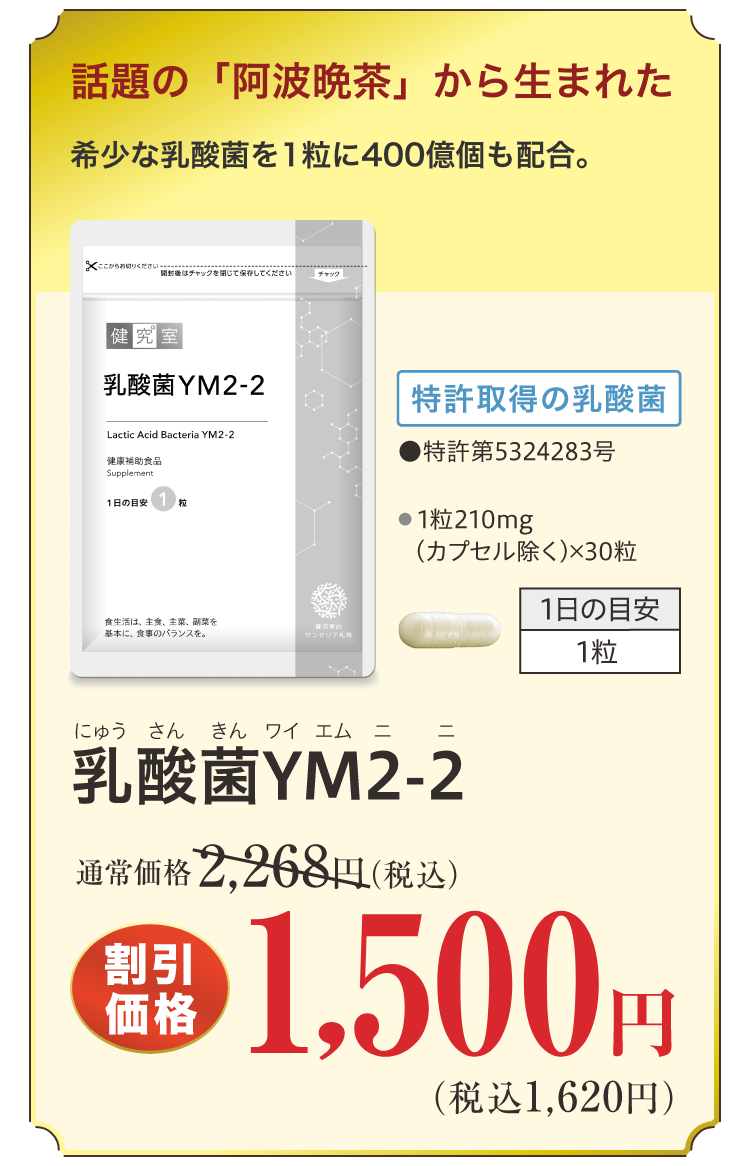 話題の「阿波晩茶」から生まれた
希少な乳酸菌を1粒に400億個も配合。
ここからお切りください
開封後はチャックを閉じて保存してください
チャック
健究室
乳酸菌YM2-2
Lactic Acid Bacteria YM2-2
健康補助食品
Supplement
1日の目安 1 粒
食生活は、主食、主菜、副菜を
基本に、食事のバランスを。
健究室の
サンセリテ札幌
特許取得の乳酸菌
●特許第5324283号
●1粒210mg
(カプセル除く)×30粒
1日の目安
1粒
にゅう さん きん ワイ エム ニ ニ
乳酸菌YM2-2
通常価格 2,268円(税込)
割引
価格
1,500円
(税込1,620円)